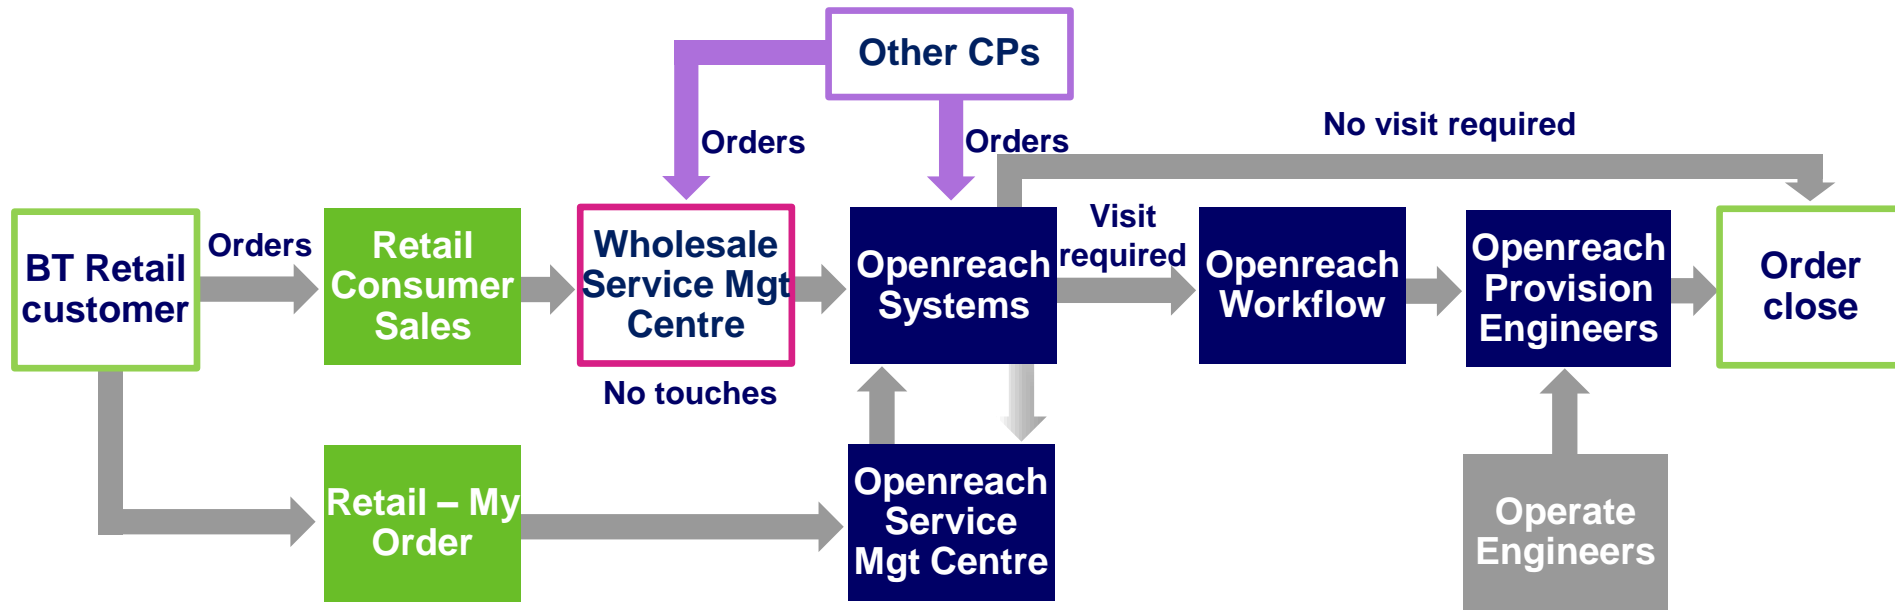 Other CPs
Orders
Orders
No visit required
BT Retail
customer
Orders
Retail
Consumer
Sales
Wholesale
Service Mgt
Centre
No touches
Openreach
Systems
Visit
required
Openreach
Workflow
Openreach
Provision
Engineers
Order
close
Retail – My
Order
Openreach
Service
Mgt Centre
Operate
Engineers